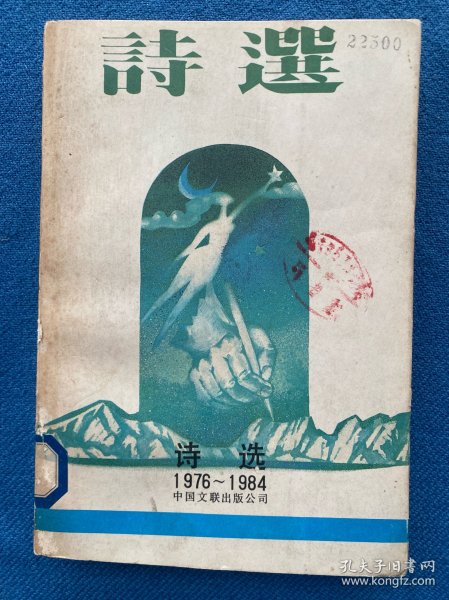 詩選
22300
诗 选
1976～1984
中国文联出版公司
孔夫子旧书网
www.kongfz.com